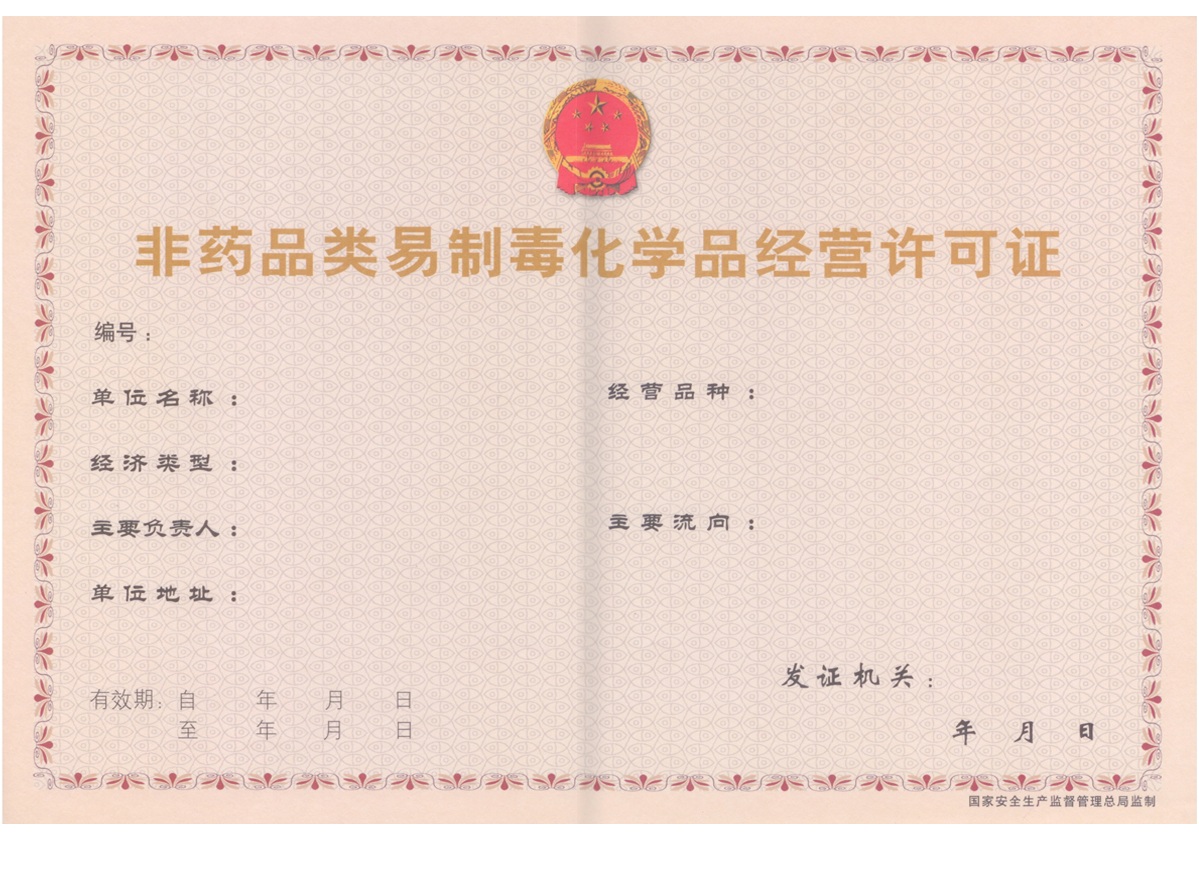 非药品类易制毒化学品经营许可证
编号：
单位名称：
经济类型：
主要负责人：
单位地址：
有效期：自 年 月 日
至 年 月 日
经营品种：
主要流向：
发证机关：
年 月 日
国家安全生产监督管理总局监制